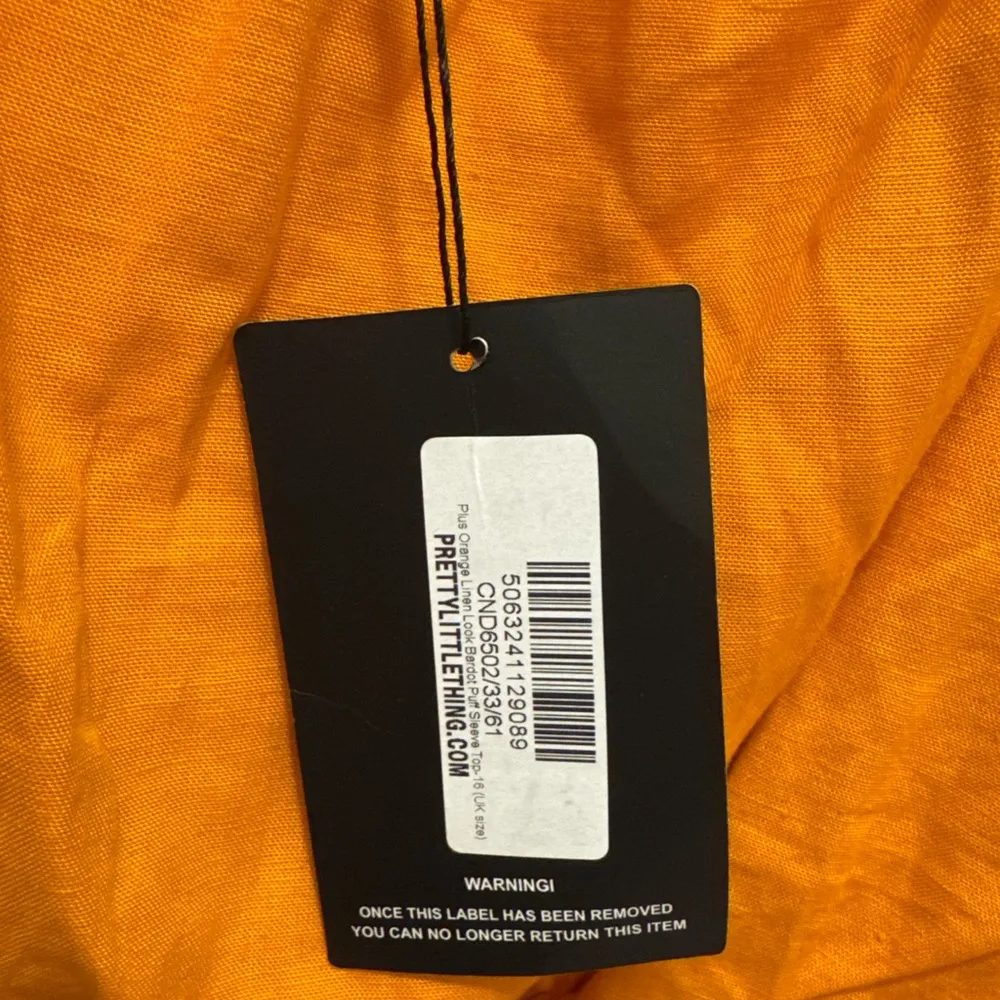 5063241129089
CND6502/33/61
Plus Orange Linen Look Bardot Puff Sleeve Top-16 (UK size)
PRETTYLITTLETHING.COM
WARNING!
ONCE THIS LABEL HAS BEEN REMOVED
YOU CAN NO LONGER RETURN THIS ITEM